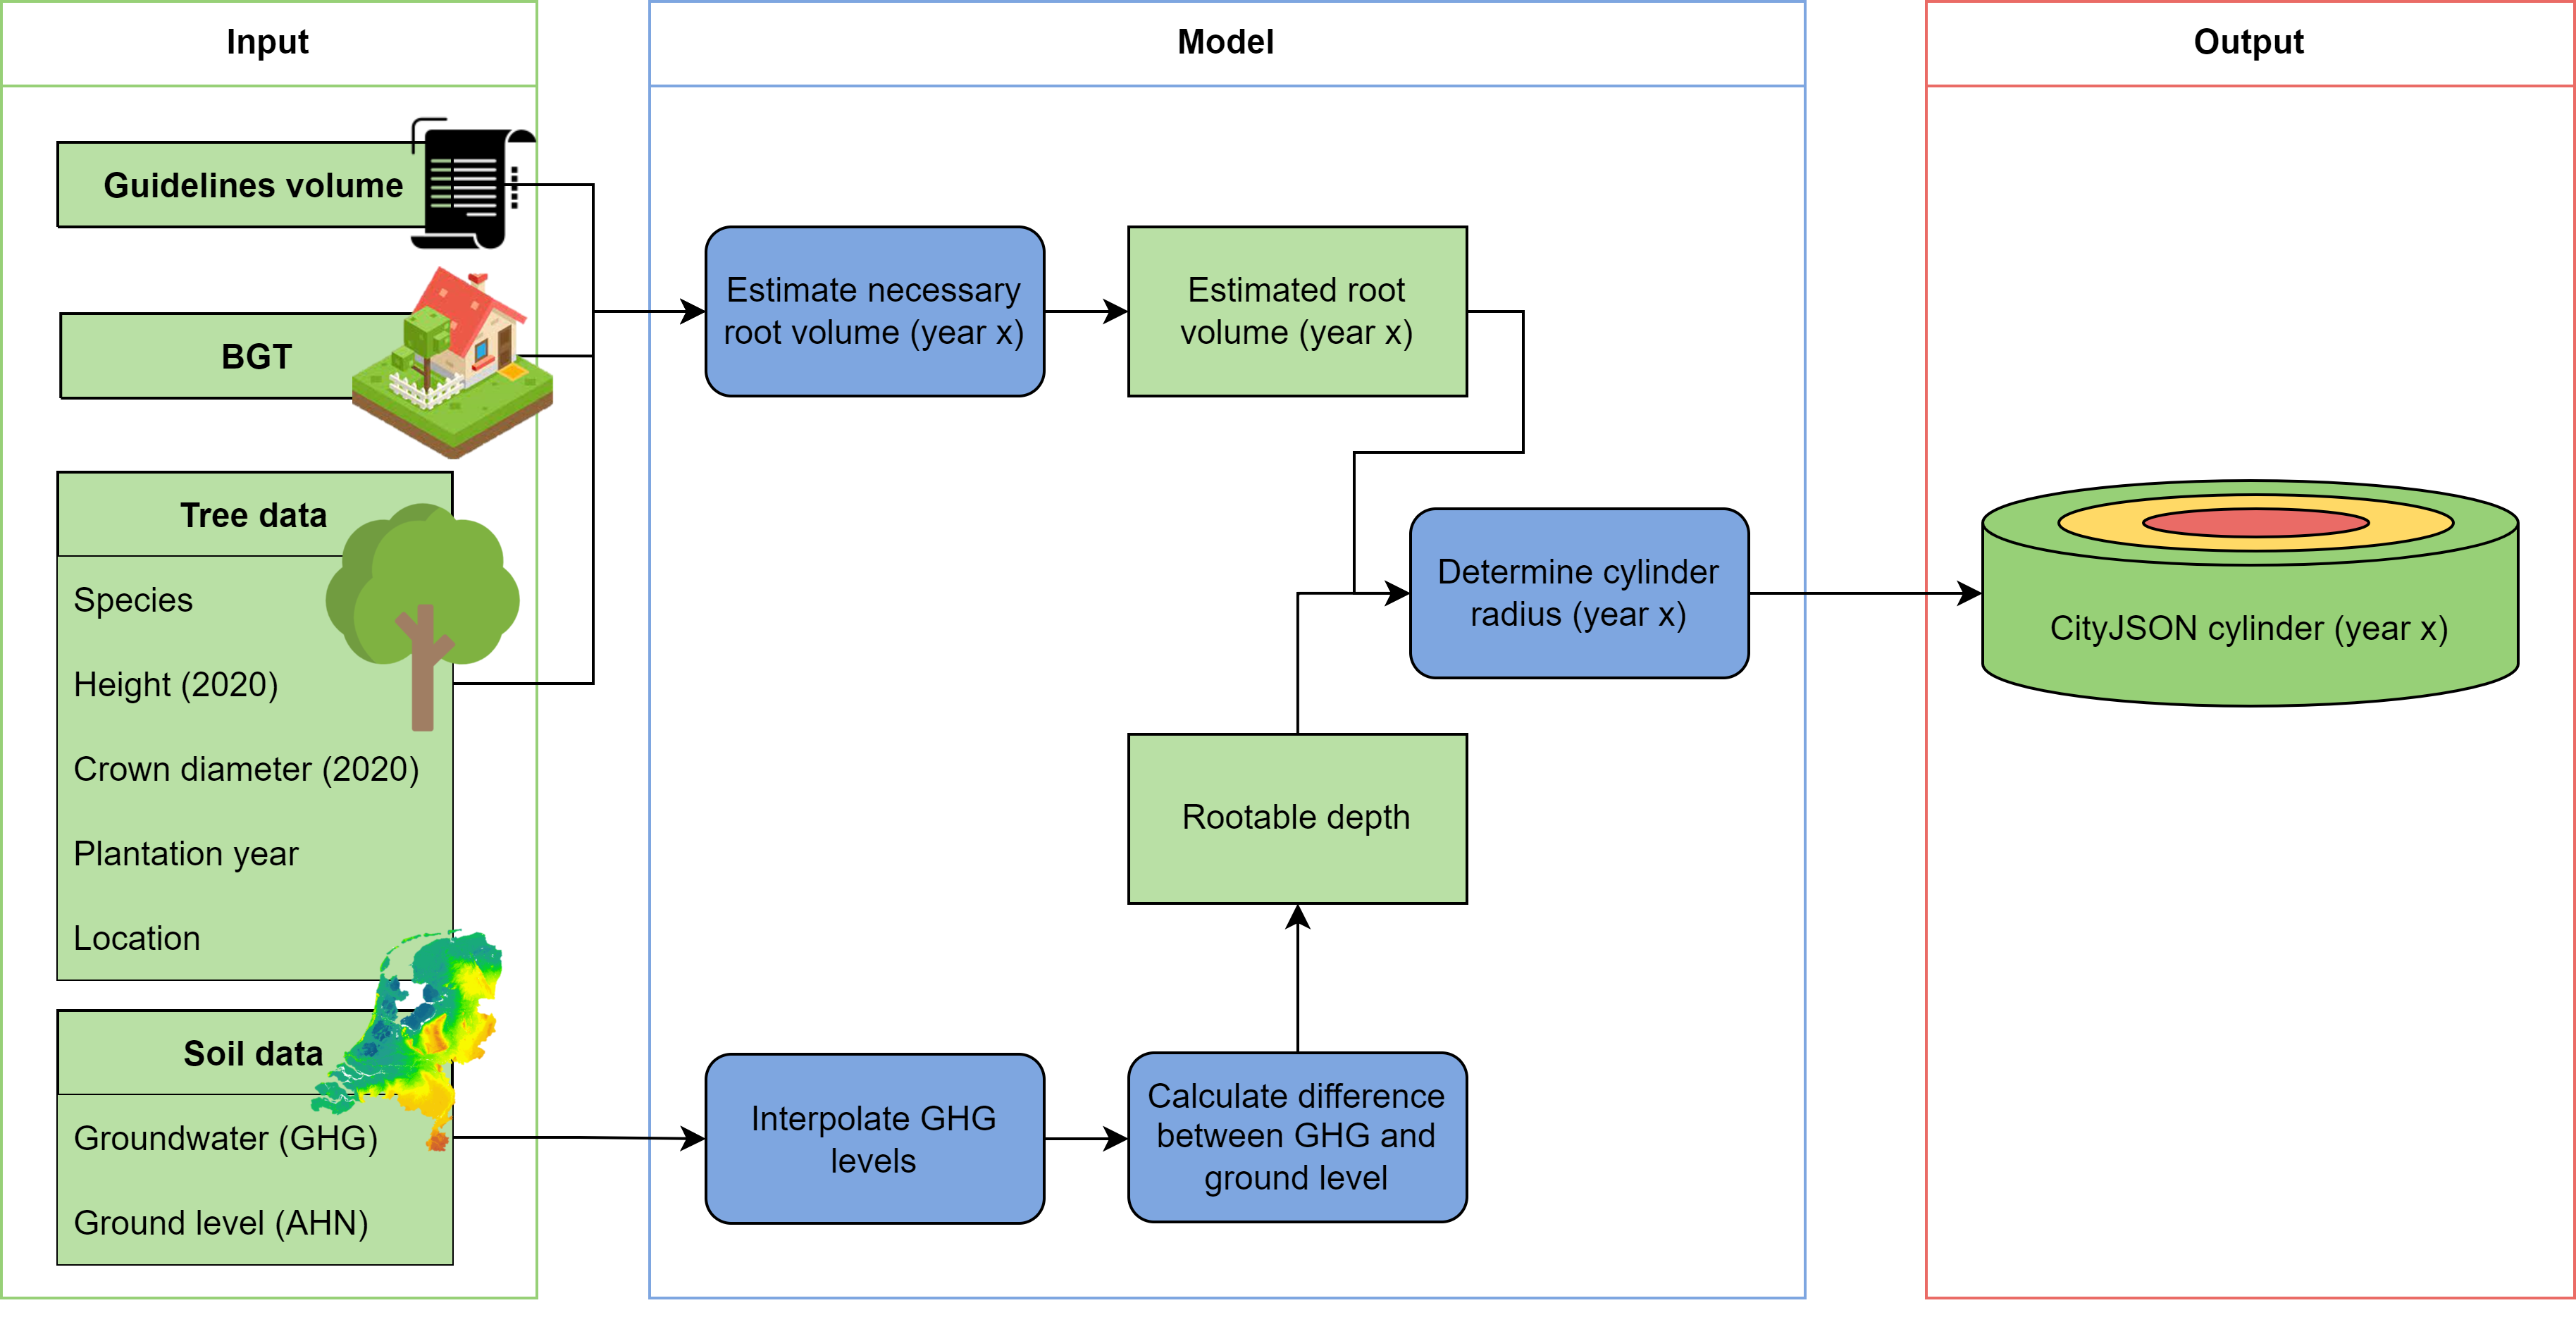 Input
Guidelines volume
BGT
Tree data
Species
Height (2020)
Crown diameter (2020)
Plantation year
Location
Soil data
Groundwater (GHG)
Ground level (AHN)
Model
Estimate necessary
root volume (year x)
Estimated root
volume (year x)
Determine cylinder
radius (year x)
Rootable depth
Interpolate GHG
levels
Calculate difference
between GHG and
ground level
Output
CityJSON cylinder (year x)